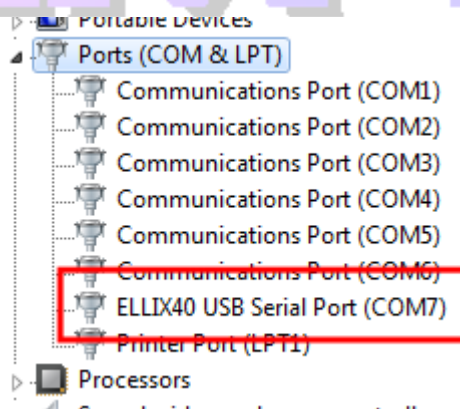 Portable Devices
Ports (COM & LPT)
Communications Port (COM1)
Communications Port (COM2)
Communications Port (COM3)
Communications Port (COM4)
Communications Port (COM5)
Communications Port (COM6)
ELLIX40 USB Serial Port (COM7)
Printer Port (LPT1)
Processors